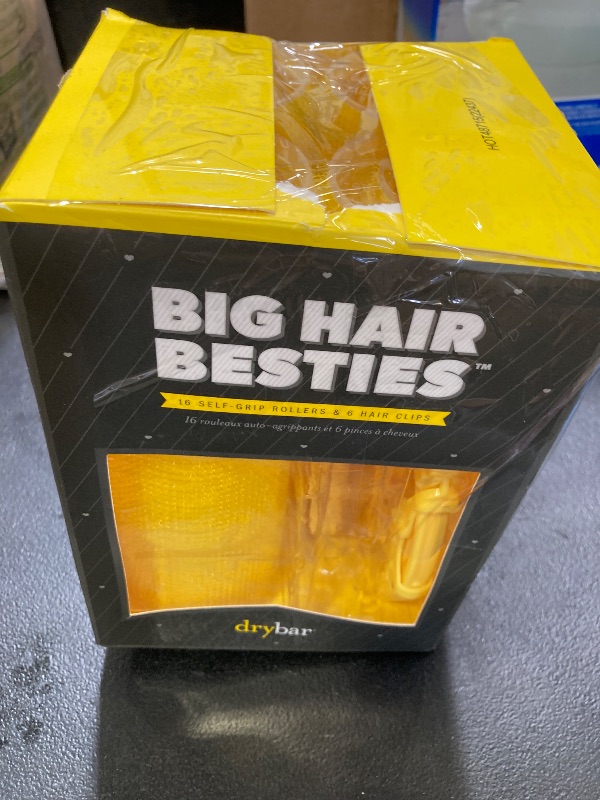 BIG HAIR
BESTIES™
16 SELF-GRIP ROLLERS & 6 HAIR CLIPS
16 rouleaux auto-agrippants et 6 pinces à cheveux
drybar